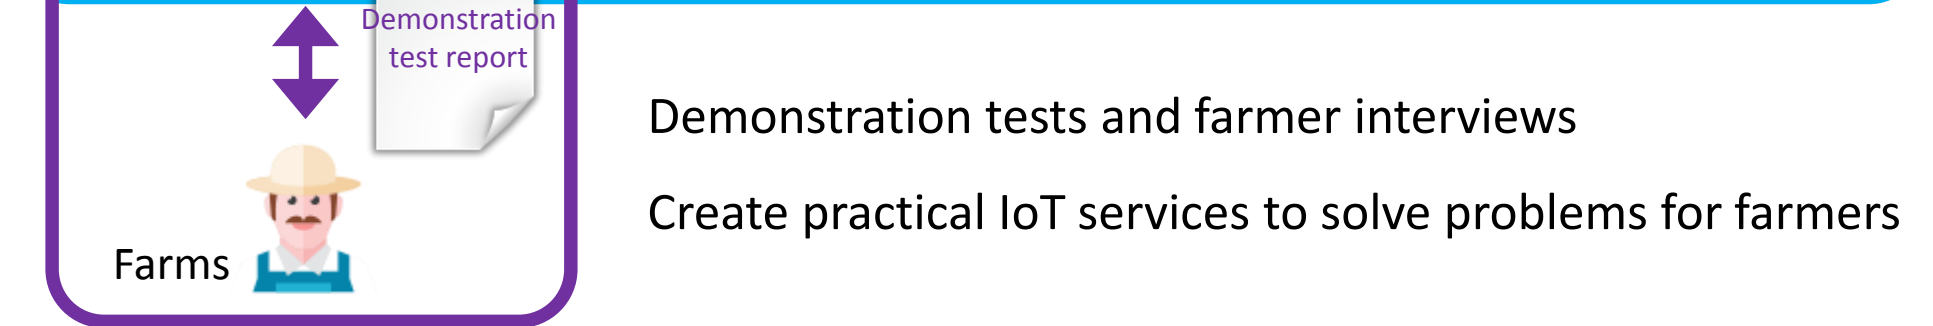 Demonstration
test report
Demonstration tests and farmer interviews
Create practical IoT services to solve problems for farmers
Farms